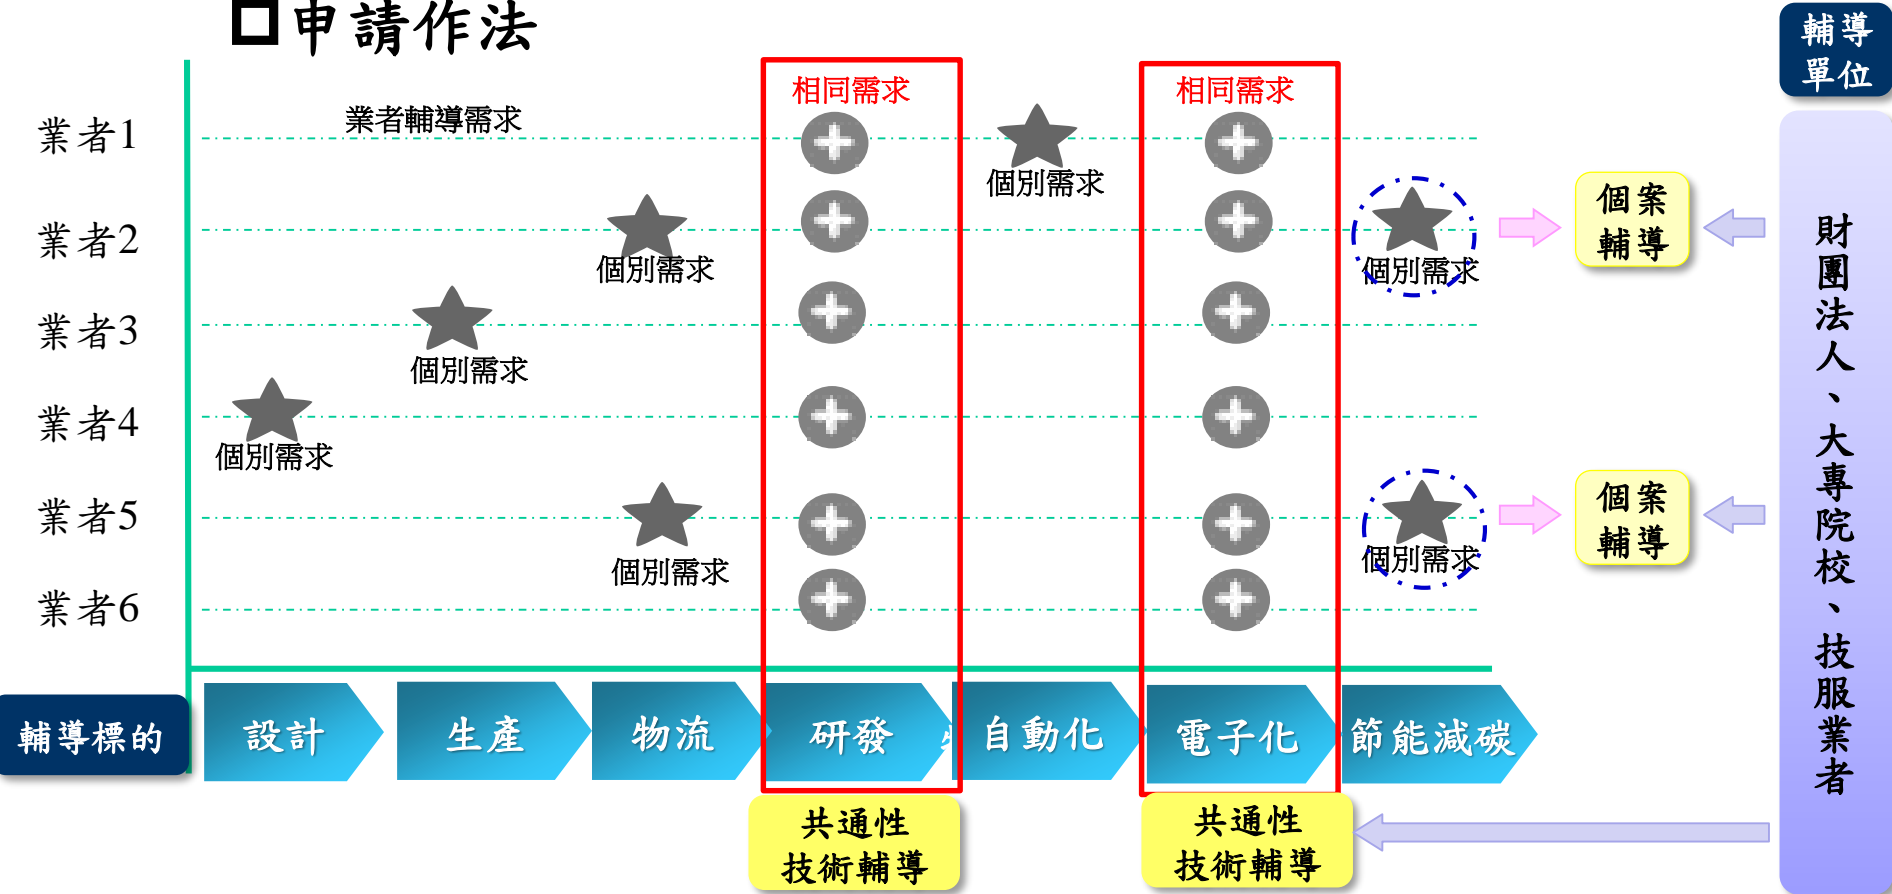 申請作法
輔導
單位
相同需求
相同需求
業者輔導需求
業者1
個別需求
業者2
個別需求
個別需求
個案
輔導
業者3
個別需求
業者4
個別需求
業者5
個別需求
個別需求
個案
輔導
業者6
財團法人、大專院校、技服業者
輔導標的
設計
生產
物流
研發
自動化
電子化
節能減碳
共通性
技術輔導
共通性
技術輔導